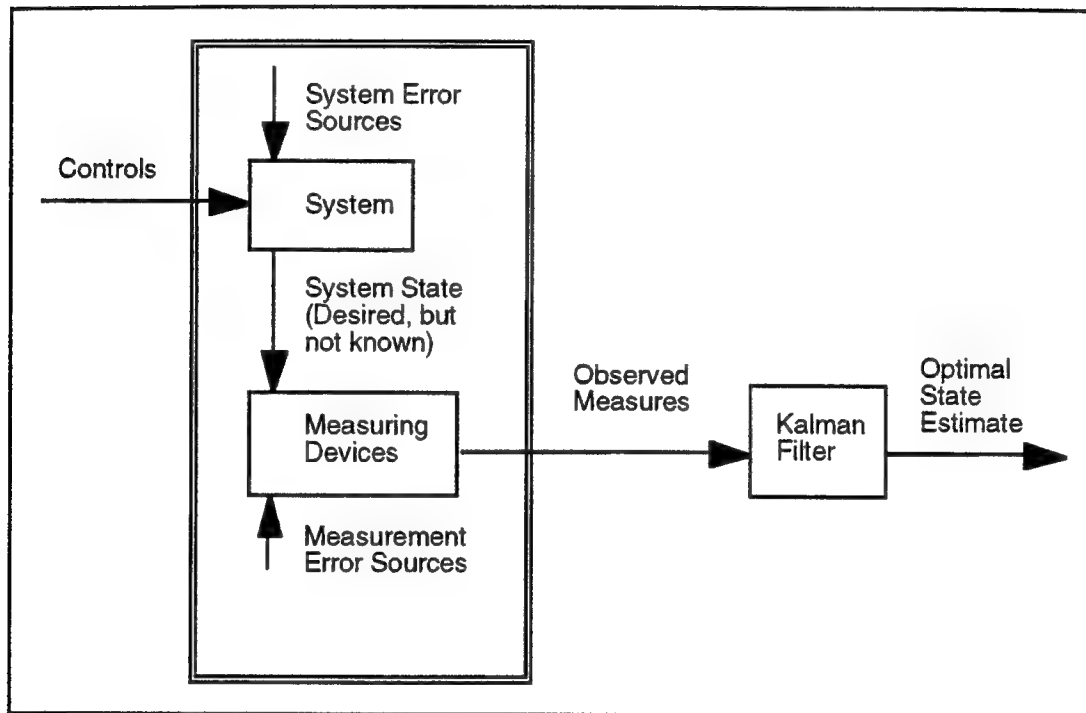 System Error
Sources
Controls
System
System State
(Desired, but
not known)
Observed
Measures
Optimal
State
Estimate
Measuring
Devices
Kalman
Filter
Measurement
Error Sources